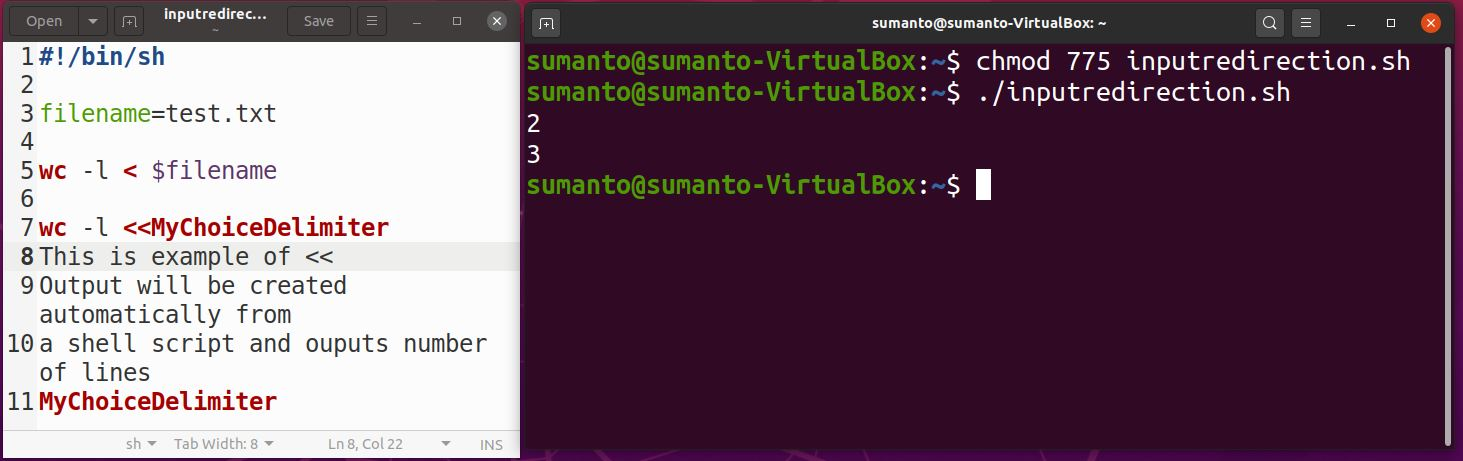 Open
inputredirec...
~
Save
1 #!/bin/sh
2
3 filename=test.txt
4
5 wc -l < $filename
6
7 wc -l <<MyChoiceDelimiter
8 This is example of <<
9 Output will be created
automatically from
10 a shell script and ouputs number
of lines
11 MyChoiceDelimiter
sh Tab Width: 8 Ln 8, Col 22 INS
sumanto@sumanto-VirtualBox: ~
sumanto@sumanto-VirtualBox:~$ chmod 775 inputredirection.sh
sumanto@sumanto-VirtualBox:~$ ./inputredirection.sh
2
3
sumanto@sumanto-VirtualBox:~$